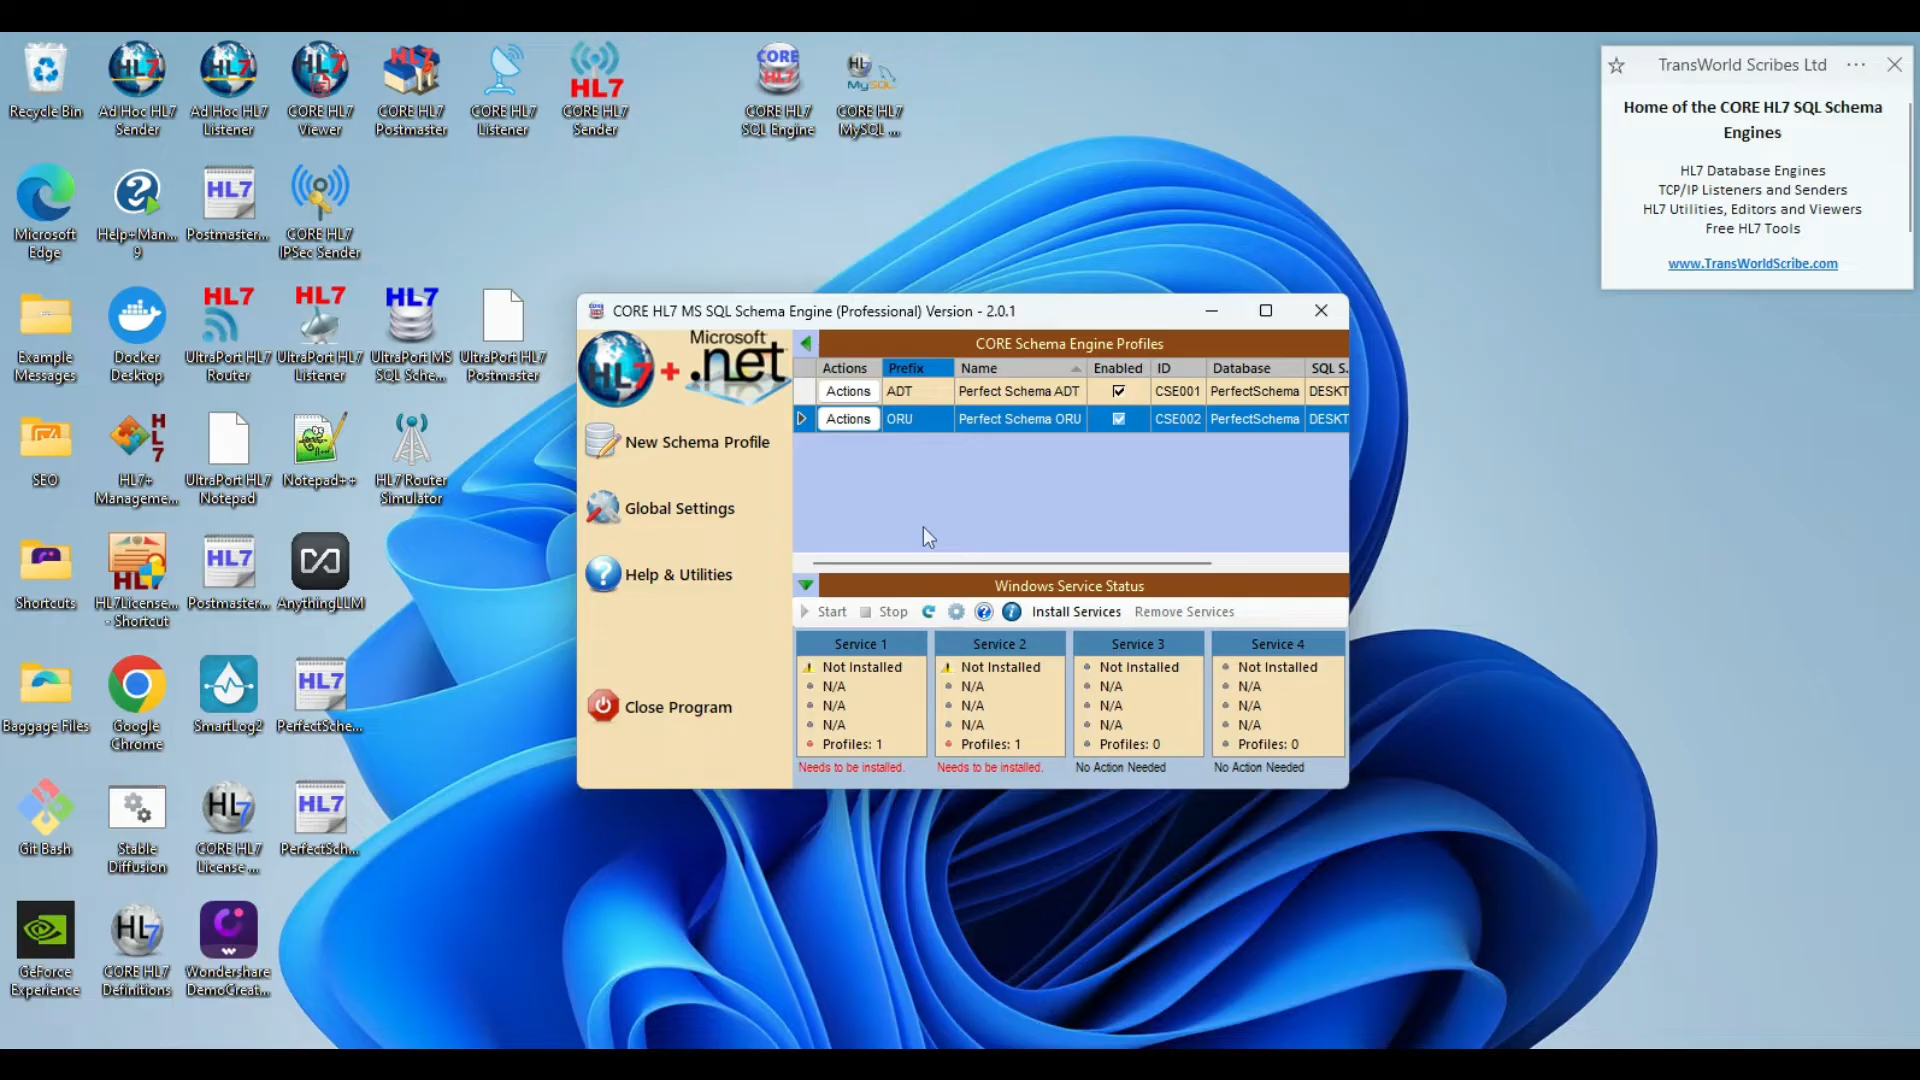 Recycle Bin
Ad Hoc HL7
Sender
Ad Hoc HL7
Listener
CORE HL7
Viewer
CORE HL7
Postmaster
CORE HL7
Listener
HL7
CORE HL7
Sender
CORE
HL7
CORE HL7
SQL Engine
HL7
MySQL
CORE HL7
MySQL ...
Microsoft
Edge
Help+Man...
9
HL7
Postmaster...
CORE HL7
IPSec Sender
Example
Messages
Docker
Desktop
HL7
UltraPort HL7
Router
HL7
UltraPort HL7
Listener
HL7
UltraPort MS
SQL Sche...
UltraPort HL7
Postmaster
SEO
HL7
HL7+
Manageme...
UltraPort HL7
Notepad
Notepad++
HL7 Router
Simulator
Shortcuts
HL7
HL7License...
- Shortcut
HL7
Postmaster...
AnythingLLM
Baggage Files
Google
Chrome
SmartLog2
HL7
PerfectSche...
Git Bash
Stable
Diffusion
HL7
CORE HL7
License ...
HL7
PerfectSch...
GeForce
Experience
HL7
CORE HL7
Definitions
Wondershare
DemoCreat...
TransWorld Scribes Ltd
Home of the CORE HL7 SQL Schema
Engines
HL7 Database Engines
TCP/IP Listeners and Senders
HL7 Utilities, Editors and Viewers
Free HL7 Tools
www.TransWorldScribe.com
CORE HL7 MS SQL Schema Engine (Professional) Version - 2.0.1
HL7 + Microsoft .net
New Schema Profile
Global Settings
Help & Utilities
Close Program
CORE Schema Engine Profiles
Actions Prefix Name Enabled ID Database SQL S.
Actions ADT Perfect Schema ADT CSE001 PerfectSchema DESKT
Actions ORU Perfect Schema ORU CSE002 PerfectSchema DESKT
Windows Service Status
Start Stop Install Services Remove Services
Service 1 Service 2 Service 3 Service 4
Not Installed Not Installed Not Installed Not Installed
N/A N/A N/A N/A
N/A N/A N/A N/A
N/A N/A N/A N/A
Profiles: 1 Profiles: 1 Profiles: 0 Profiles: 0
Needs to be installed. Needs to be installed. No Action Needed No Action Needed